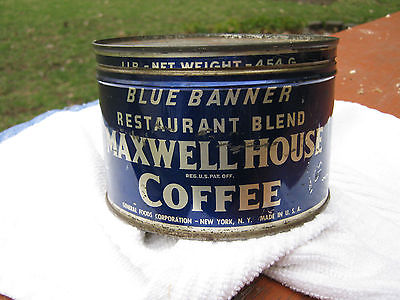 1 LB - NET WEIGHT - 454 G
BLUE BANNER
RESTAURANT BLEND
MAXWELL HOUSE
REG. U.S. PAT. OFF.
COFFEE
GENERAL FOODS CORPORATION - NEW YORK, N. Y. MADE IN U. S. A.